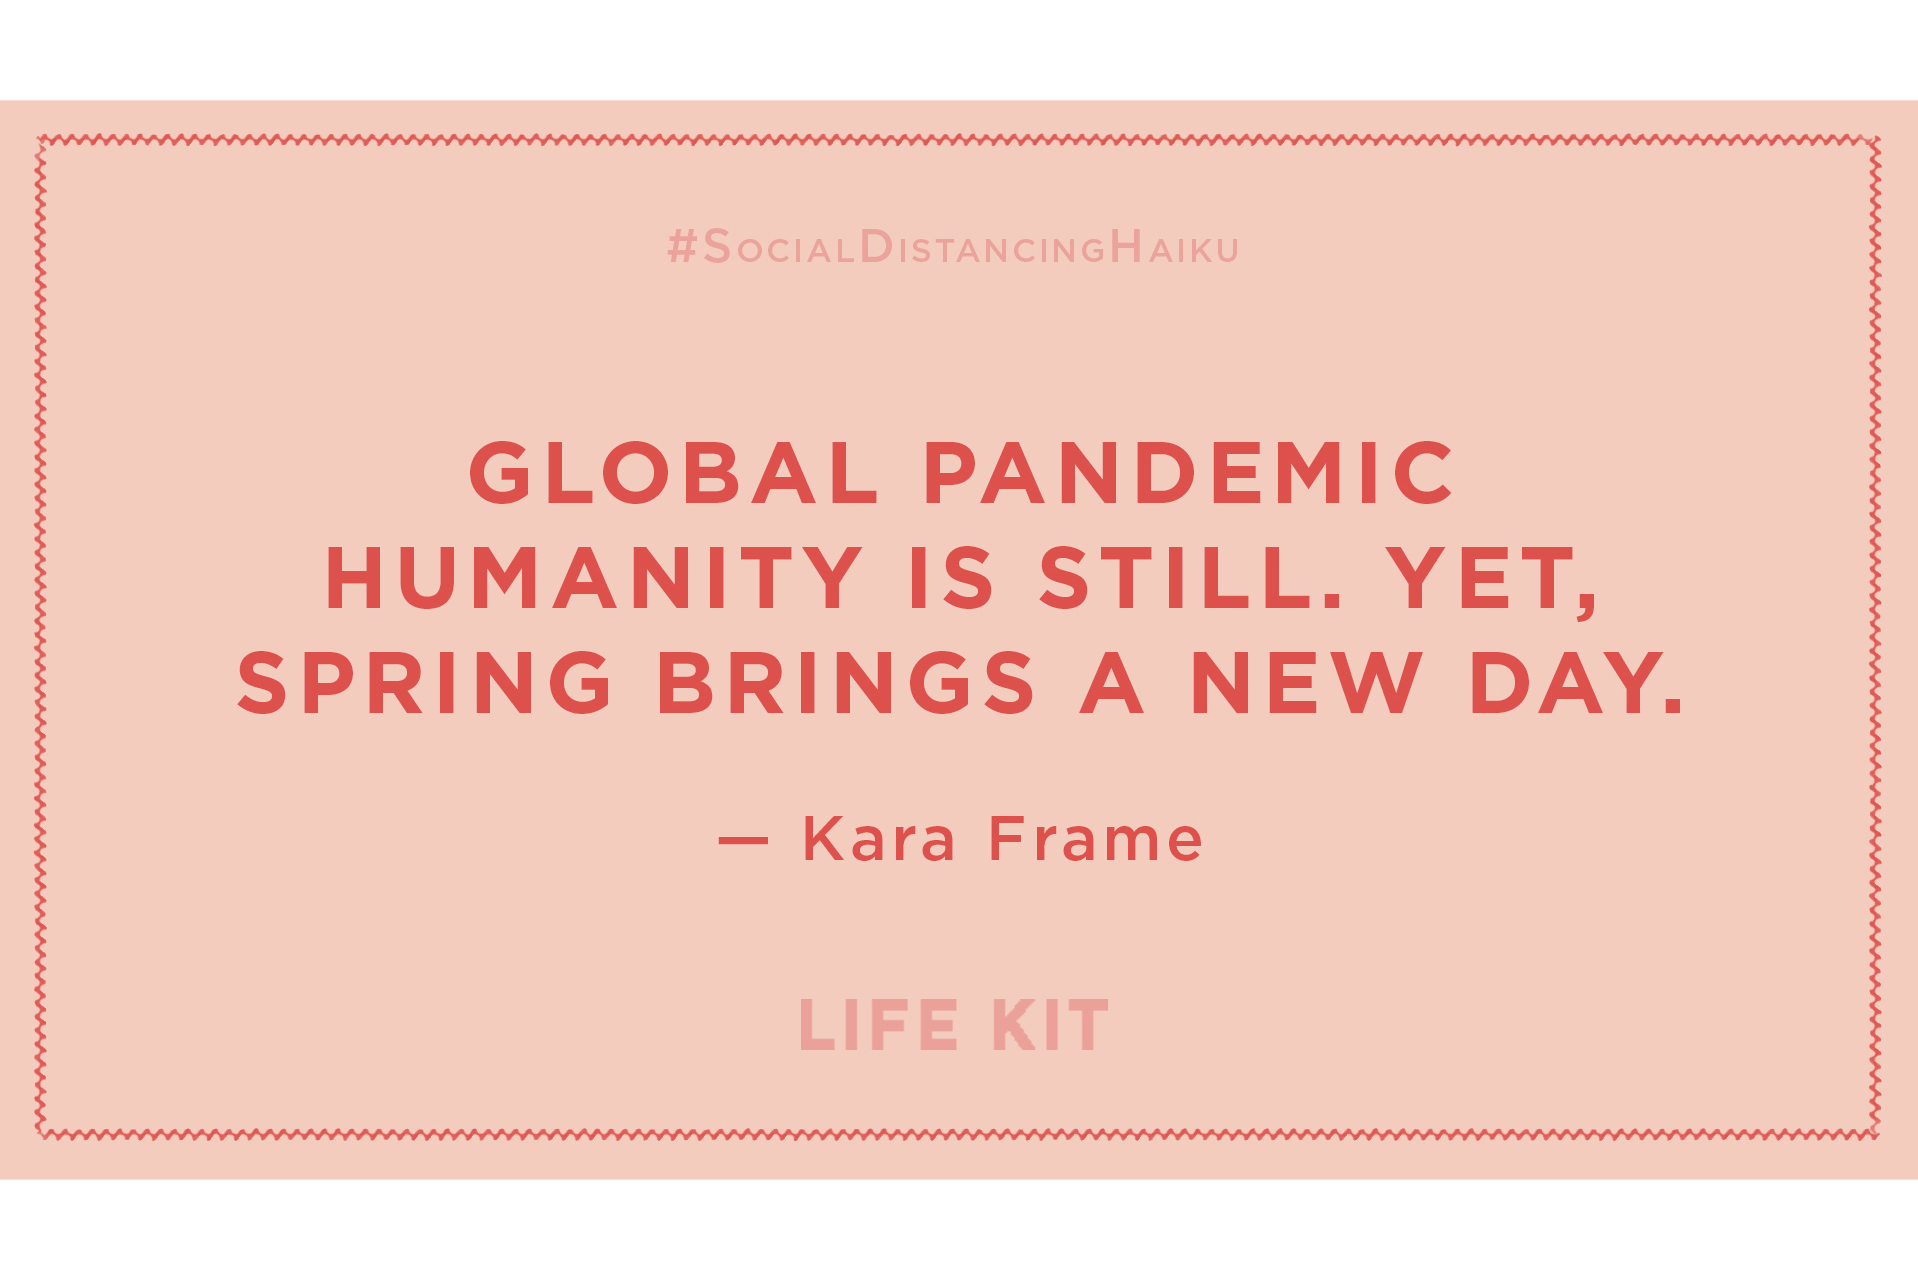 #SocialDistancingHaiku
GLOBAL PANDEMIC
HUMANITY IS STILL. YET,
SPRING BRINGS A NEW DAY.
— Kara Frame
LIFE KIT